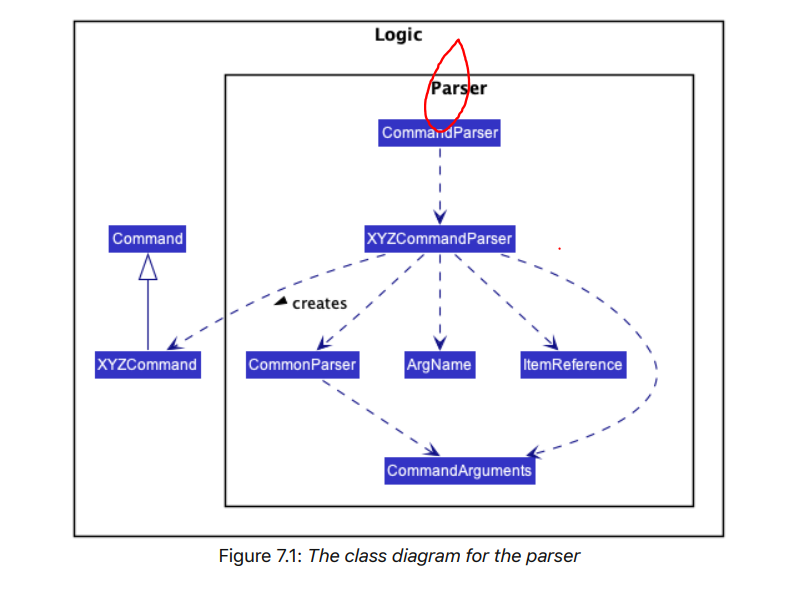 Logic
Parser
CommandParser
Command
XYZCommandParser
creates
XYZCommand
CommonParser
ArgName
ItemReference
CommandArguments
Figure 7.1: The class diagram for the parser